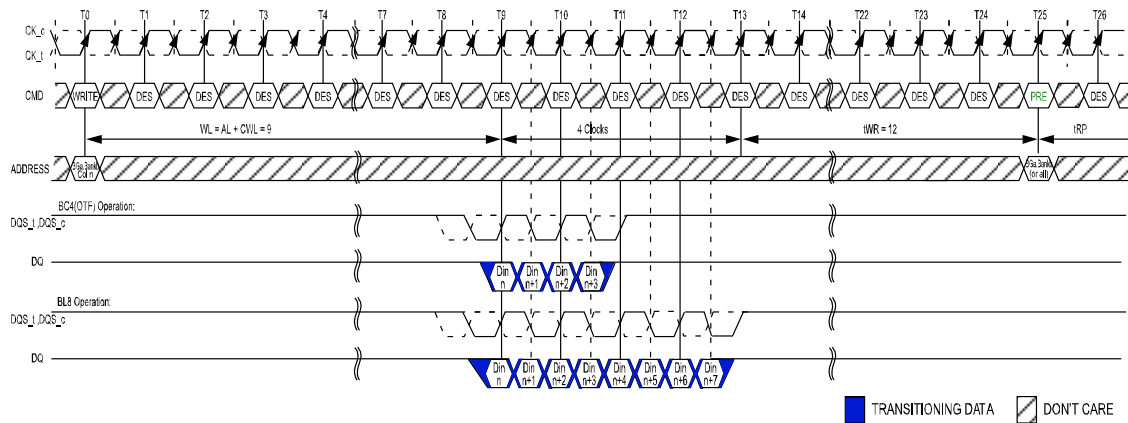 T0 T1 T2 T3 T4 T7 T8 T9 T10 T11 T12 T13 T14 T22 T23 T24 T25 T26
CK_c
CK_t
CMD WRITE DES DES DES DES DES DES DES DES DES DES DES DES DES DES DES PRE DES
WL = AL + CWL = 9 4 Clocks tWR = 12 tRP
ADDRESS BGa,Bank b BGa,Bank b
Col n (or all)
BC4(OTF) Operation:
DQS_t ,DQS_c
DQ Din n Din n+1 Din n+2 Din n+3
BL8 Operation:
DQS_t ,DQS_c
DQ Din n Din n+1 Din n+2 Din n+3 Din n+4 Din n+5 Din n+6 Din n+7
TRANSITIONING DATA DON'T CARE